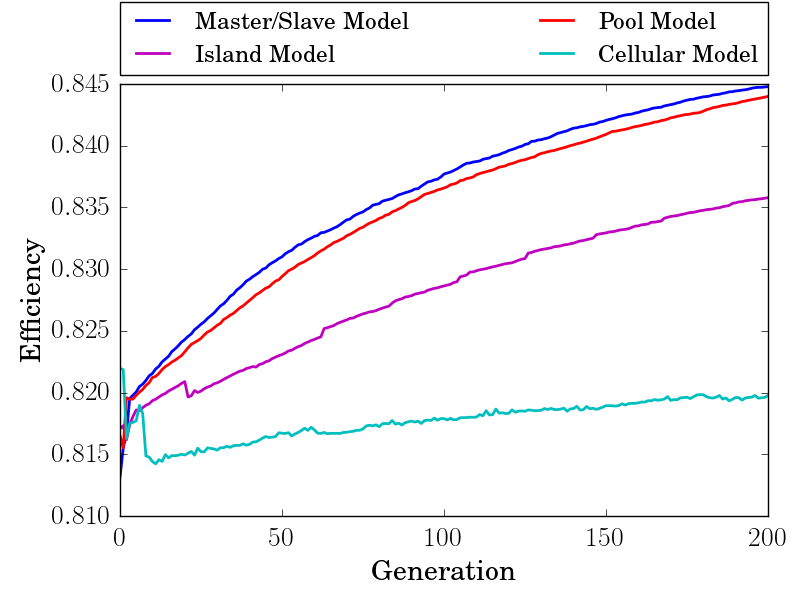 Master/Slave Model Pool Model
Island Model Cellular Model
0.845
0.840
0.835
0.830
0.825
0.820
0.815
0.810
Efficiency
0 50 100 150 200
Generation